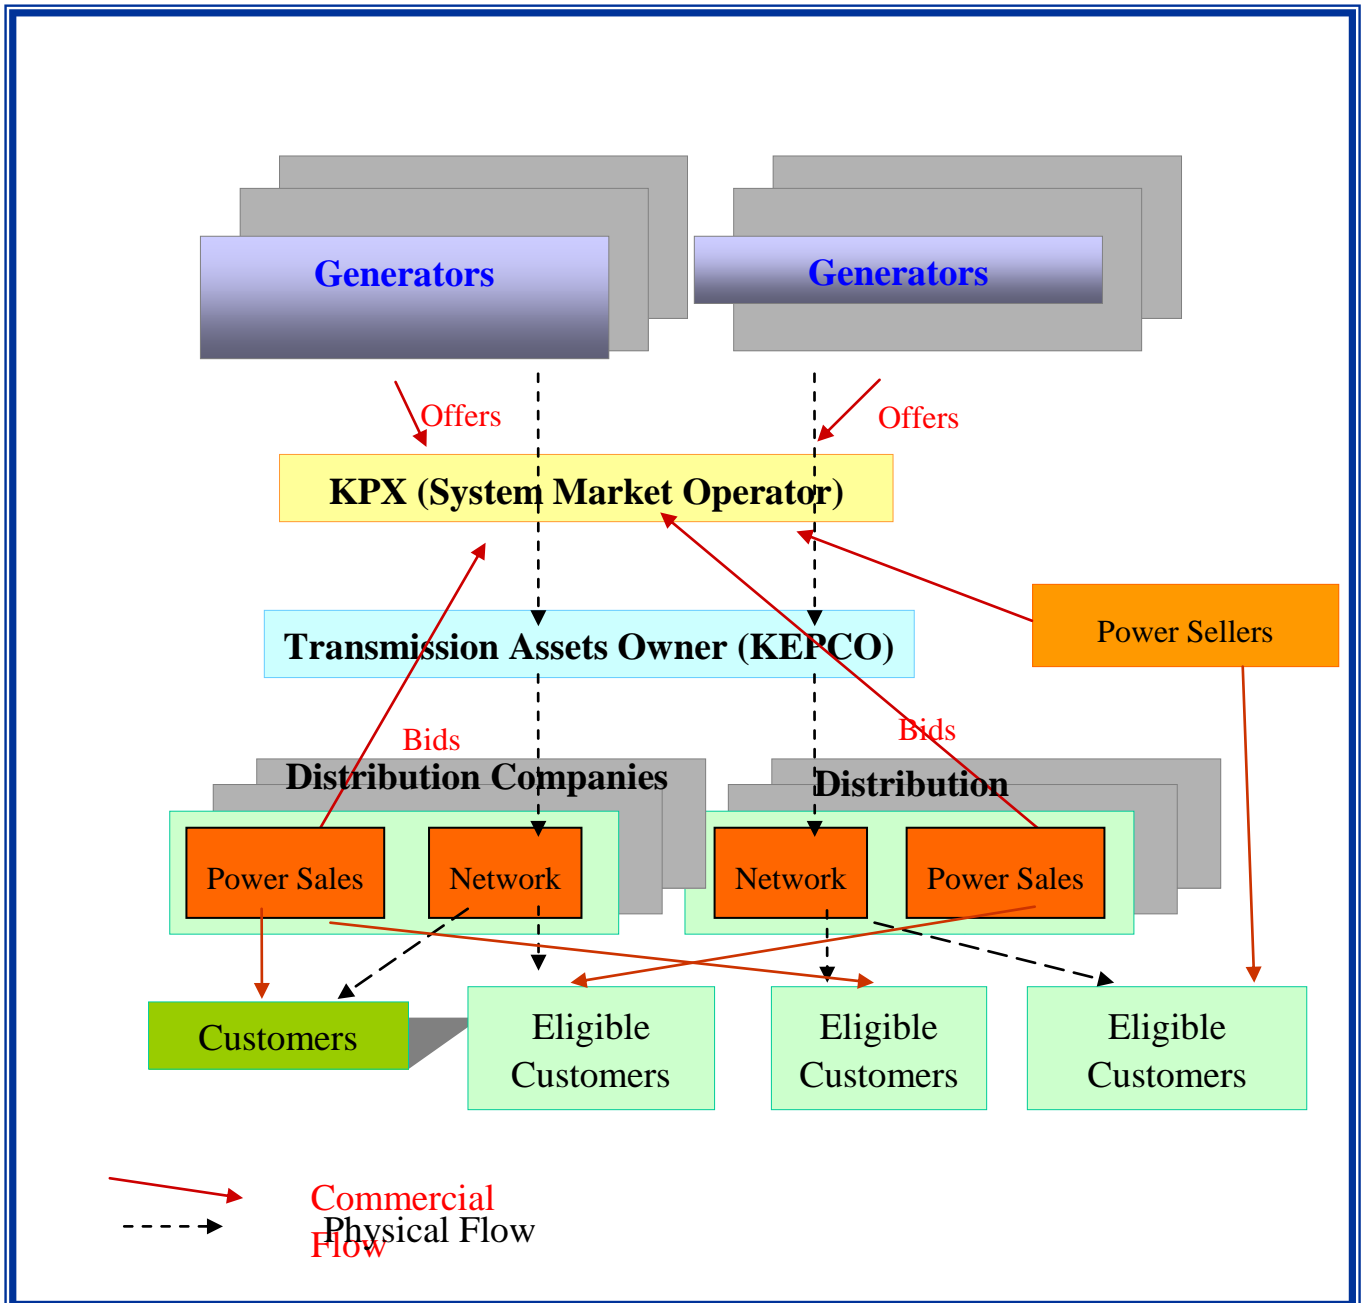 Generators
Generators
Offers
Offers
KPX (System Market Operator)
Power Sellers
Transmission Assets Owner (KEPCO)
Bids
Bids
Distribution Companies
Distribution
Power Sales
Network
Network
Power Sales
Customers
Eligible
Customers
Eligible
Customers
Eligible
Customers
Commercial
Flow
Physical Flow